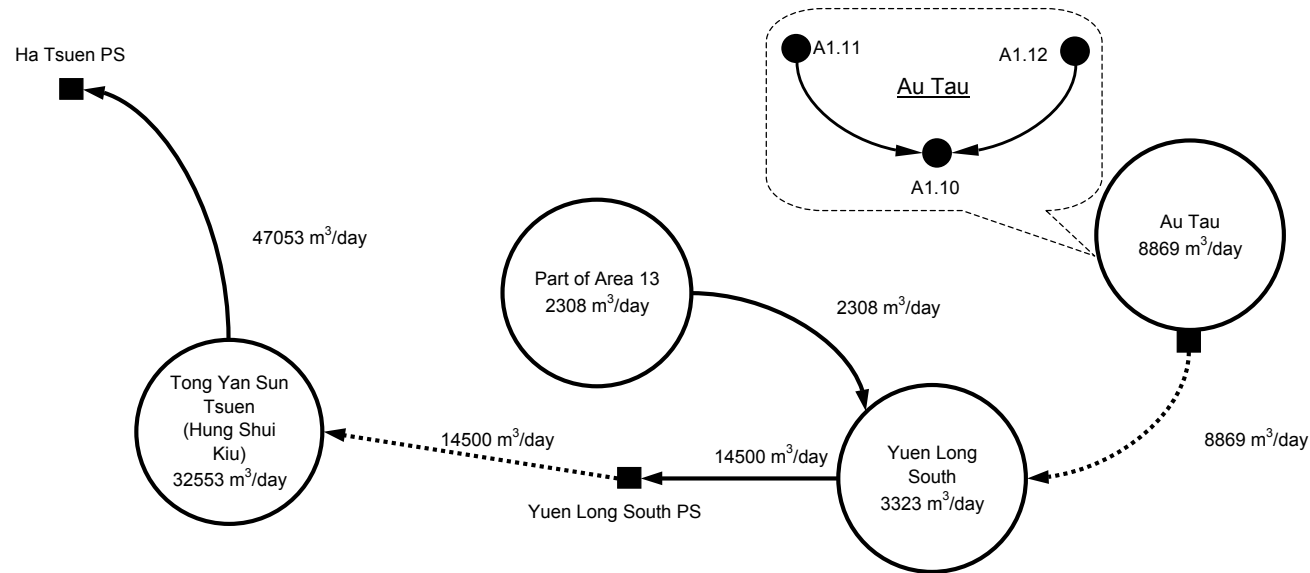 Ha Tsuen PS
A1.11
A1.12
Au Tau
A1.10
Au Tau
8869 m³/day
47053 m³/day
Part of Area 13
2308 m³/day
2308 m³/day
Tong Yan Sun
Tsuen
(Hung Shui
Kiu)
32553 m³/day
14500 m³/day
14500 m³/day
Yuen Long South PS
Yuen Long
South
3323 m³/day
8869 m³/day